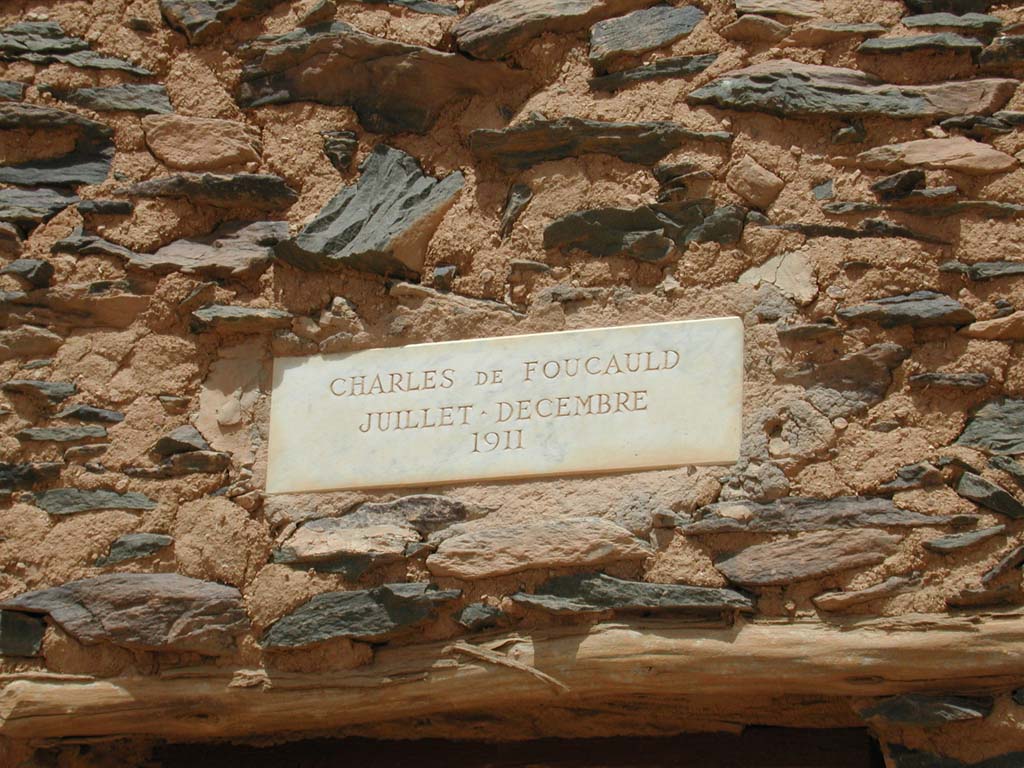 CHARLES DE FOUCAULD
JUILLET · DECEMBRE
1911